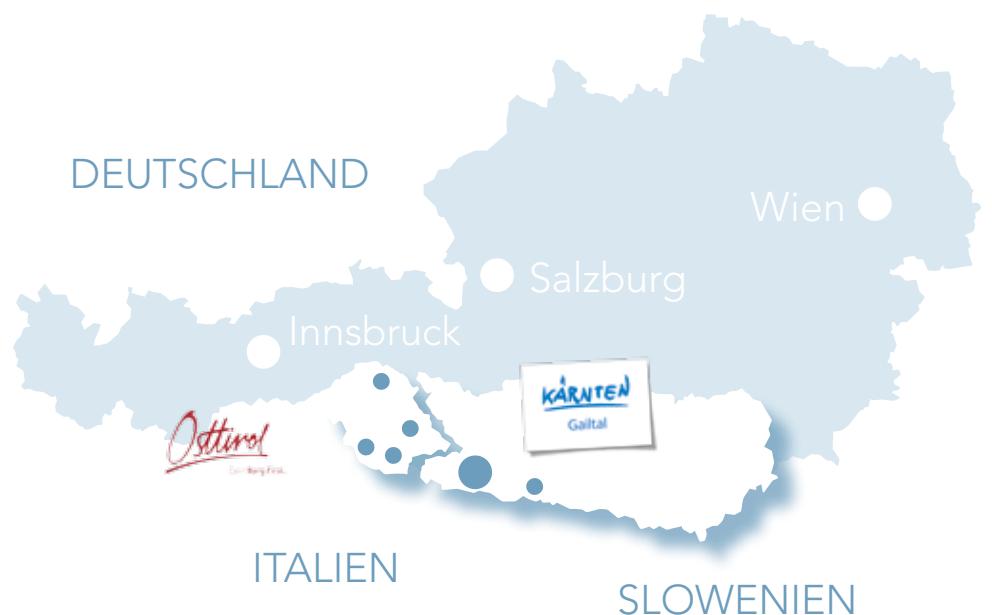 DEUTSCHLAND
Wien
Salzburg
Innsbruck
KÄRNTEN
Gailtal
Osttirol
ITALIEN
SLOWENIEN